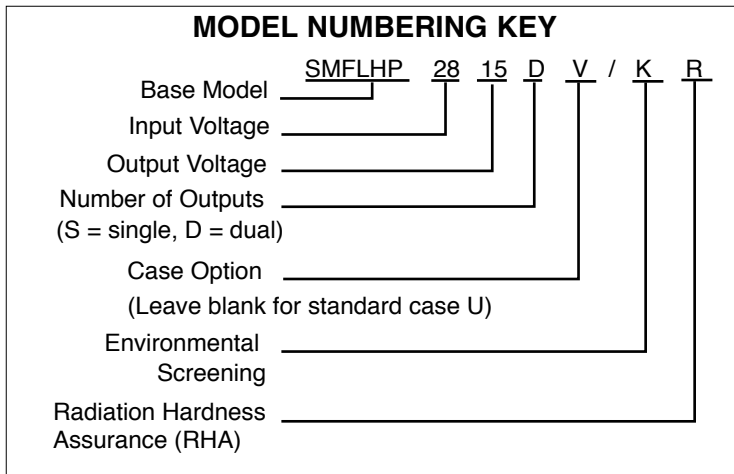 MODEL NUMBERING KEY
SMFLHP 28 15 D V / K R
Base Model
Input Voltage
Output Voltage
Number of Outputs
(S = single, D = dual)
Case Option
(Leave blank for standard case U)
Environmental
Screening
Radiation Hardness
Assurance (RHA)